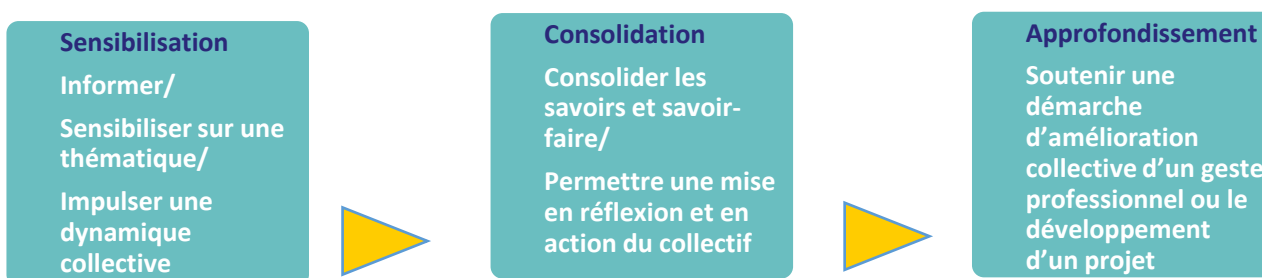 Sensibilisation
Informer/
Sensibiliser sur une
thématique/
Impulser une
dynamique
collective
Consolidation
Consolider les
savoirs et savoir-
faire/
Permettre une mise
en réflexion et en
action du collectif
Approfondissement
Soutenir une
démarche
d’amélioration
collective d’un geste
professionnel ou le
développement
d’un projet